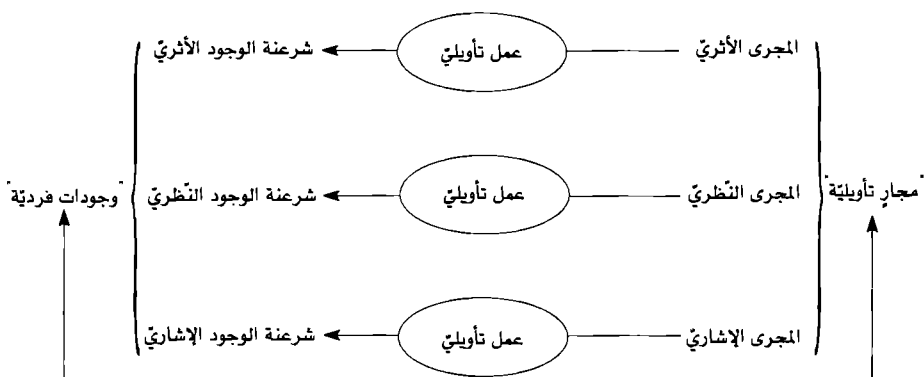 المجرى الأثريّ
عمل تأويليّ
شرعنة الوجود الأثريّ
"مجارٍ تأويليّة"
المجرى النّظريّ
عمل تأويليّ
شرعنة الوجود النّظريّ
"وجودات فرديّة"
المجرى الإشاريّ
عمل تأويليّ
شرعنة الوجود الإشاريّ